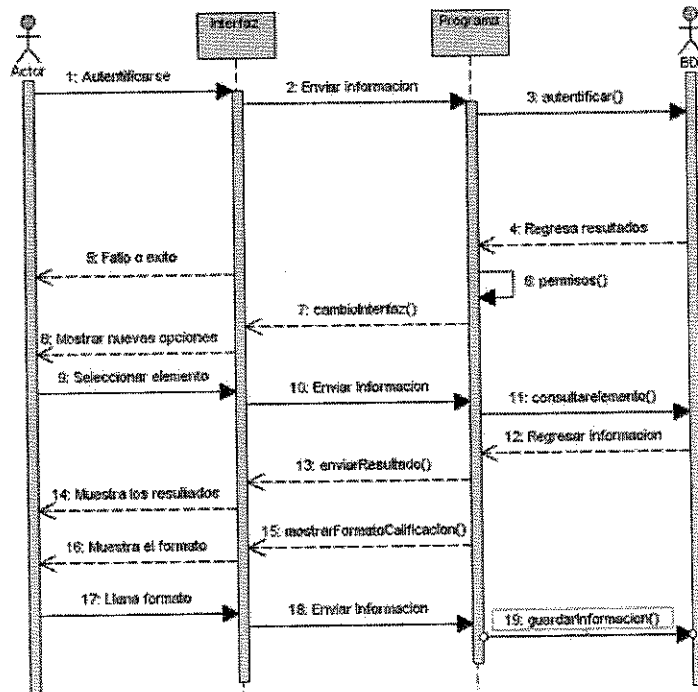 Interfaz
Programa
Actor
BD
1: Autentificarse
2: Enviar informacion
3: autentificar()
4: Regresa resultados
5: Fallo o exito
6: permisos()
7: cambioInterfaz()
8: Mostrar nuevas opciones
9: Seleccionar elemento
10: Enviar Informacion
11: consultarelemento()
12: Regresar informacion
13: enviarResultado()
14: Muestra los resultados
15: mostrarFormatoCalificacion()
16: Muestra el formato
17: Llena formato
18: Enviar Informacion
19: guardarInformacion()